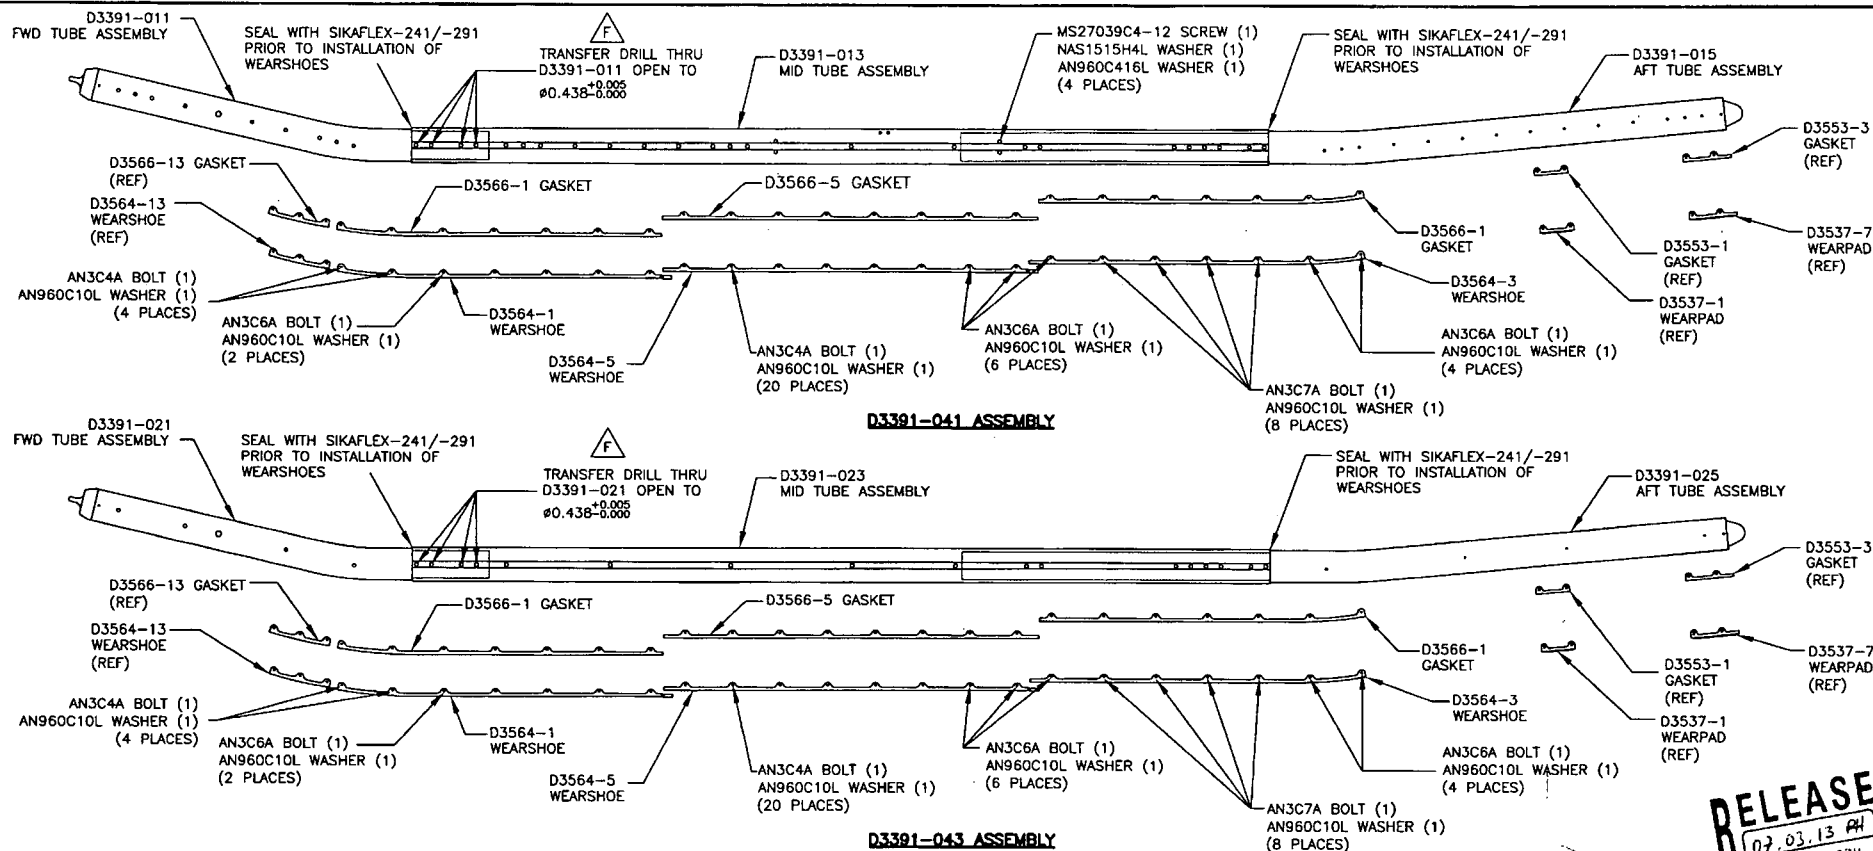 D3391-011
FWD TUBE ASSEMBLY
SEAL WITH SIKAFLEX-241/-291
PRIOR TO INSTALLATION OF
WEARSHOES
F
TRANSFER DRILL THRU
D3391-011 OPEN TO
ø0.438+0.005
-0.000
D3391-013
MID TUBE ASSEMBLY
MS27039C4-12 SCREW (1)
NAS1515H4L WASHER (1)
AN960C416L WASHER (1)
(4 PLACES)
SEAL WITH SIKAFLEX-241/-291
PRIOR TO INSTALLATION OF
WEARSHOES
D3391-015
AFT TUBE ASSEMBLY
D3553-3
GASKET
(REF)
D3566-13 GASKET
(REF)
D3566-1 GASKET
D3566-5 GASKET
D3564-13
WEARSHOE
(REF)
D3566-1
GASKET
D3553-1
GASKET
(REF)
D3537-7
WEARPAD
(REF)
AN3C4A BOLT (1)
AN960C10L WASHER (1)
(4 PLACES)
AN3C6A BOLT (1)
AN960C10L WASHER (1)
(2 PLACES)
D3564-1
WEARSHOE
D3564-5
WEARSHOE
AN3C4A BOLT (1)
AN960C10L WASHER (1)
(20 PLACES)
AN3C6A BOLT (1)
AN960C10L WASHER (1)
(6 PLACES)
D3564-3
WEARSHOE
D3537-1
WEARPAD
(REF)
AN3C6A BOLT (1)
AN960C10L WASHER (1)
(4 PLACES)
AN3C7A BOLT (1)
AN960C10L WASHER (1)
(8 PLACES)
D3391-041 ASSEMBLY
D3391-021
FWD TUBE ASSEMBLY
SEAL WITH SIKAFLEX-241/-291
PRIOR TO INSTALLATION OF
WEARSHOES
F
TRANSFER DRILL THRU
D3391-021 OPEN TO
ø0.438+0.005
-0.000
D3391-023
MID TUBE ASSEMBLY
SEAL WITH SIKAFLEX-241/-291
PRIOR TO INSTALLATION OF
WEARSHOES
D3391-025
AFT TUBE ASSEMBLY
D3553-3
GASKET
(REF)
D3566-13 GASKET
(REF)
D3566-1 GASKET
D3566-5 GASKET
D3564-13
WEARSHOE
(REF)
D3566-1
GASKET
D3553-1
GASKET
(REF)
D3537-7
WEARPAD
(REF)
AN3C4A BOLT (1)
AN960C10L WASHER (1)
(4 PLACES)
AN3C6A BOLT (1)
AN960C10L WASHER (1)
(2 PLACES)
D3564-1
WEARSHOE
D3564-5
WEARSHOE
AN3C4A BOLT (1)
AN960C10L WASHER (1)
(20 PLACES)
AN3C6A BOLT (1)
AN960C10L WASHER (1)
(6 PLACES)
D3564-3
WEARSHOE
D3537-1
WEARPAD
(REF)
AN3C6A BOLT (1)
AN960C10L WASHER (1)
(4 PLACES)
AN3C7A BOLT (1)
AN960C10L WASHER (1)
(8 PLACES)
D3391-043 ASSEMBLY
RELEASE
07.03.13 PH